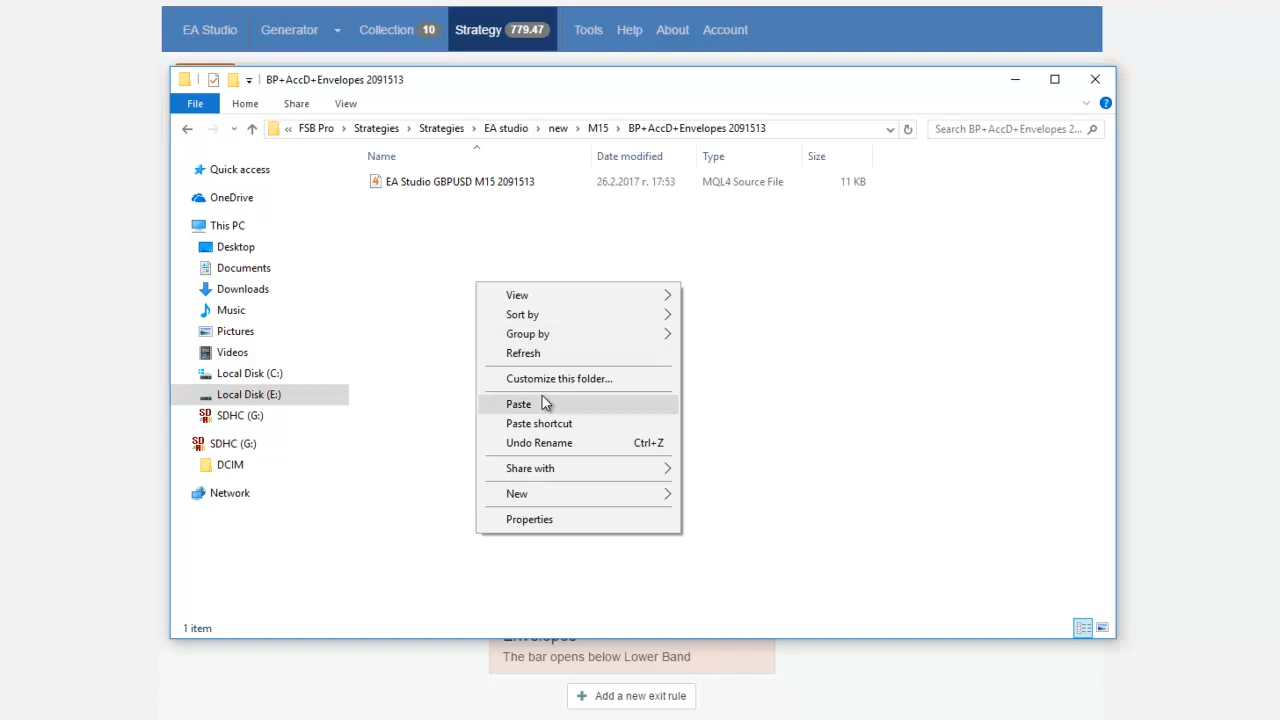 EA Studio Generator Collection 10 Strategy 779.47 Tools Help About Account
BP+AccD+Envelopes 2091513
File Home Share View
« FSB Pro > Strategies > Strategies > EA studio > new > M15 > BP+AccD+Envelopes 2091513
Search BP+AccD+Envelopes 2...
Name Date modified Type Size
EA Studio GBPUSD M15 2091513 26.2.2017 г. 17:53 MQL4 Source File 11 KB
Quick access
OneDrive
This PC
Desktop
Documents
Downloads
Music
Pictures
Videos
Local Disk (C:)
Local Disk (E:)
SDHC (G:)
SDHC (G:)
DCIM
Network
View
Sort by
Group by
Refresh
Customize this folder...
Paste
Paste shortcut
Undo Rename Ctrl+Z
Share with
New
Properties
1 item
Envelopes
The bar opens below Lower Band
Add a new exit rule